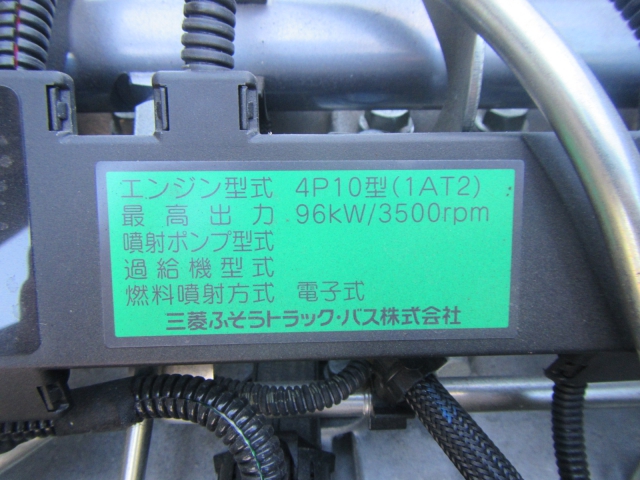 エンジン型式 4P10型(1AT2)
最高出力 96kW/3500rpm
噴射ポンプ型式
過給機型式
燃料噴射方式 電子式
三菱ふそうトラック・バス株式会社